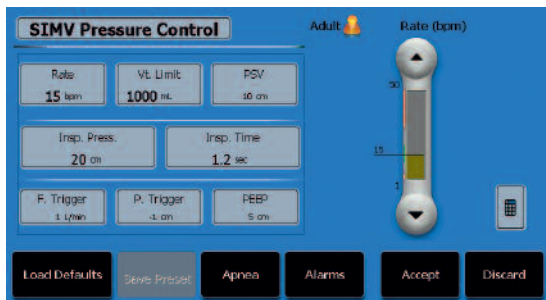 SIMV Pressure Control
Adult
Rate (bpm)
Rate
15 bpm
Vt. Limit
1000 mL
PSV
10 cm
Insp. Press.
20 cm
Insp. Time
1.2 sec
F. Trigger
1 L/min
P. Trigger
-1 cm
PEEP
5 cm
50
15
1
Load Defaults
Save Preset
Apnea
Alarms
Accept
Discard